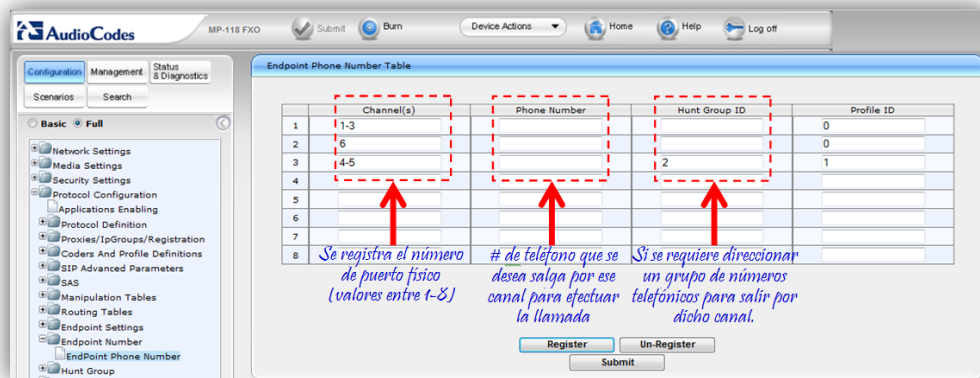 AudioCodes
MP-118 FXO
Submit
Burn
Device Actions
Home
Help
Log off
Configuration
Management
Status
& Diagnostics
Scenarios
Search
Basic
Full
Network Settings
Media Settings
Security Settings
Protocol Configuration
Applications Enabling
Protocol Definition
Proxies/IpGroups/Registration
Coders And Profile Definitions
SIP Advanced Parameters
SAS
Manipulation Tables
Routing Tables
Endpoint Settings
Endpoint Number
EndPoint Phone Number
Hunt Group
Endpoint Phone Number Table
Channel(s) Phone Number Hunt Group ID Profile ID
1 1-3 0
2 6 0
3 4-5 2 1
4
5
6
7
8
Se registra el número
de puerto físico
(valores entre 1-8)
# de teléfono que se
desea salga por ese
canal para efectuar
la llamada
Si se requiere direccionar
un grupo de números
telefónicos para salir por
dicho canal.
Register
Un-Register
Submit